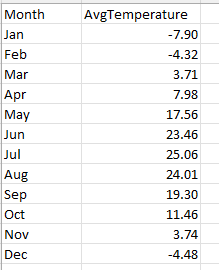 Month AvgTemperature
Jan -7.90
Feb -4.32
Mar 3.71
Apr 7.98
May 17.56
Jun 23.46
Jul 25.06
Aug 24.01
Sep 19.30
Oct 11.46
Nov 3.74
Dec -4.48